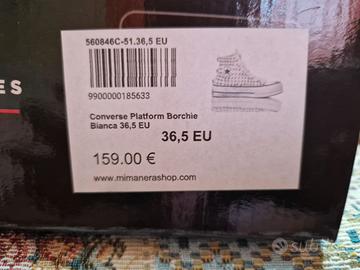 560846C-51.36,5 EU
ES
9900000185633
Converse Platform Borchie
Bianca 36,5 EU
36,5 EU
159.00 €
www.mimanerashop.com
subito